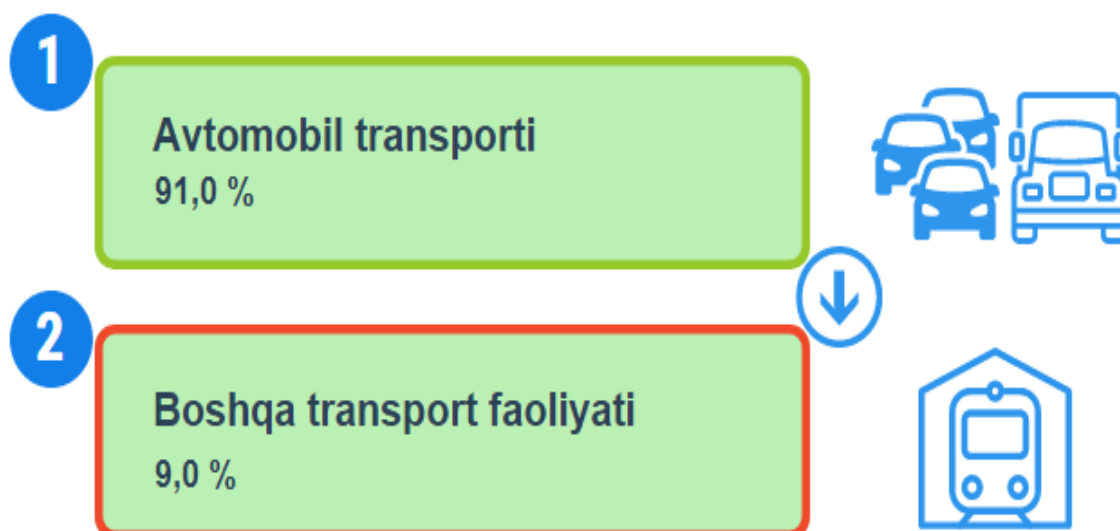 1
Avtomobil transporti
91,0 %
2
Boshqa transport faoliyati
9,0 %